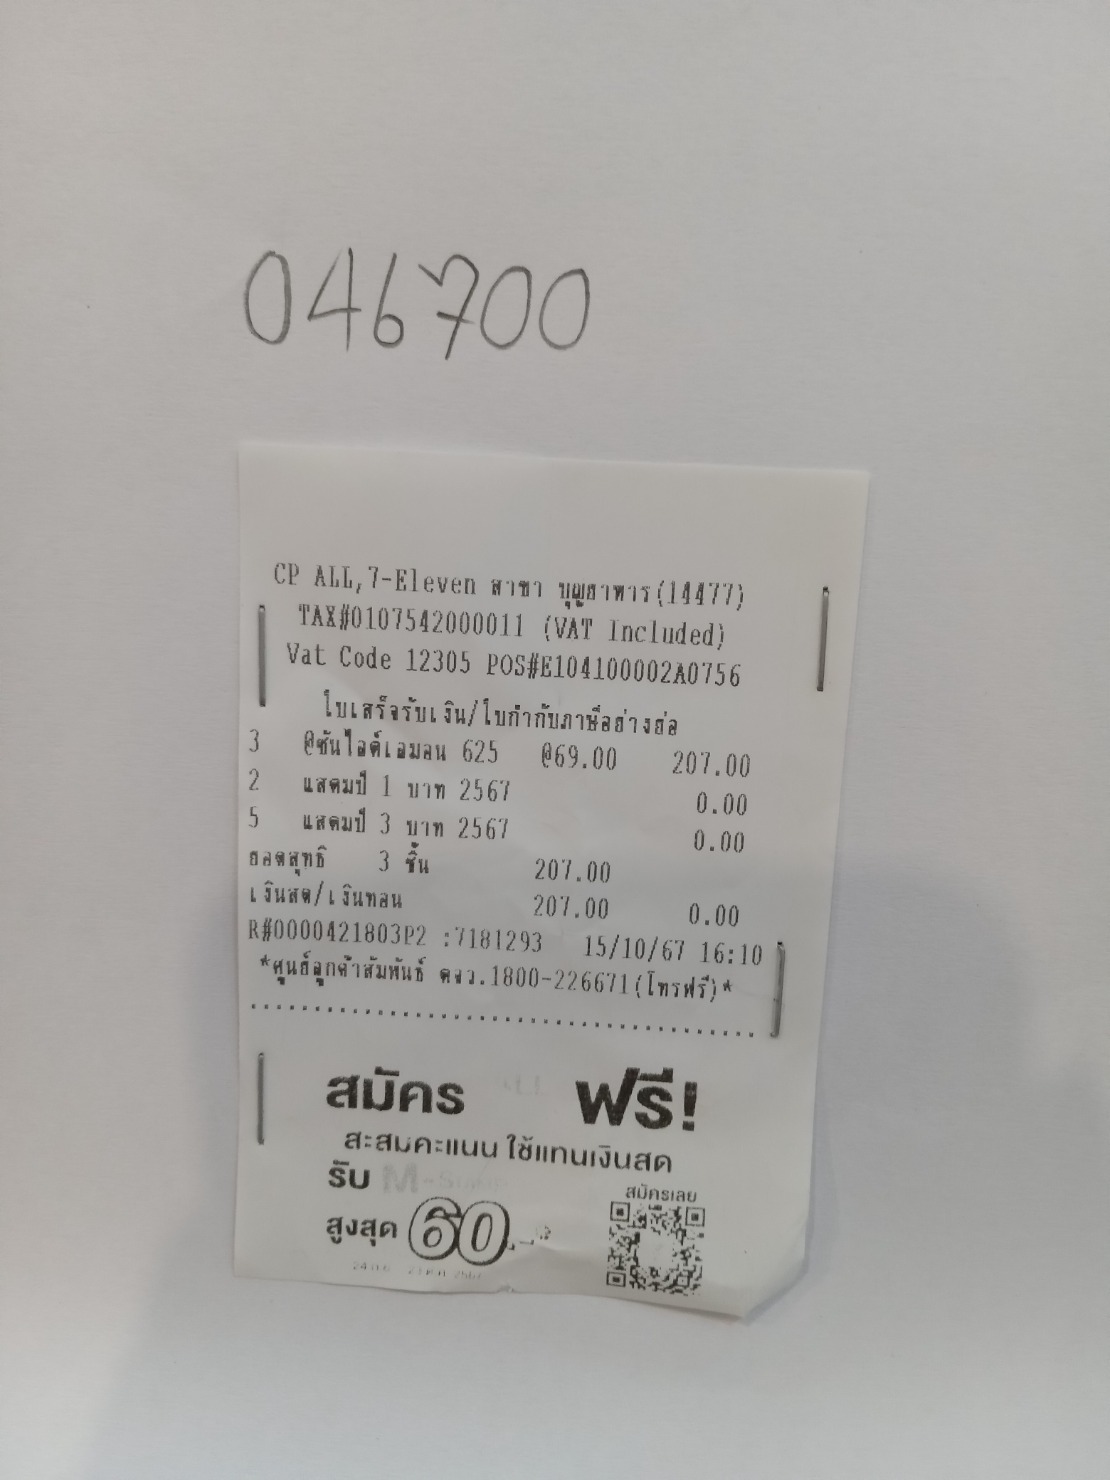 046700
CP ALL,7-Eleven สาขา บุญธาหาร(14477)
TAX#0107542000011 (VAT Included)
Vat Code 12305 POS#E104100002A0756
ใบเสร็จรับเงิน/ใบกำกับภาษีอย่างย่อ
3 @ซันไลต์เลมอน 625 @69.00 207.00
2 แสตมป์ 1 บาท 2567 0.00
5 แสตมป์ 3 บาท 2567 0.00
ยอดสุทธิ 3 ชิ้น 207.00
เงินสด/เงินทอน 207.00 0.00
R#0000421803P2 :7181293 15/10/67 16:10
*ศูนย์ลูกค้าสัมพันธ์ ตจว.1800-226671(โทรฟรี)*
สมัคร ฟรี!
สะสมคะแนน ใช้แทนเงินสด
รับ
สมัครเลย
สูงสุด 60